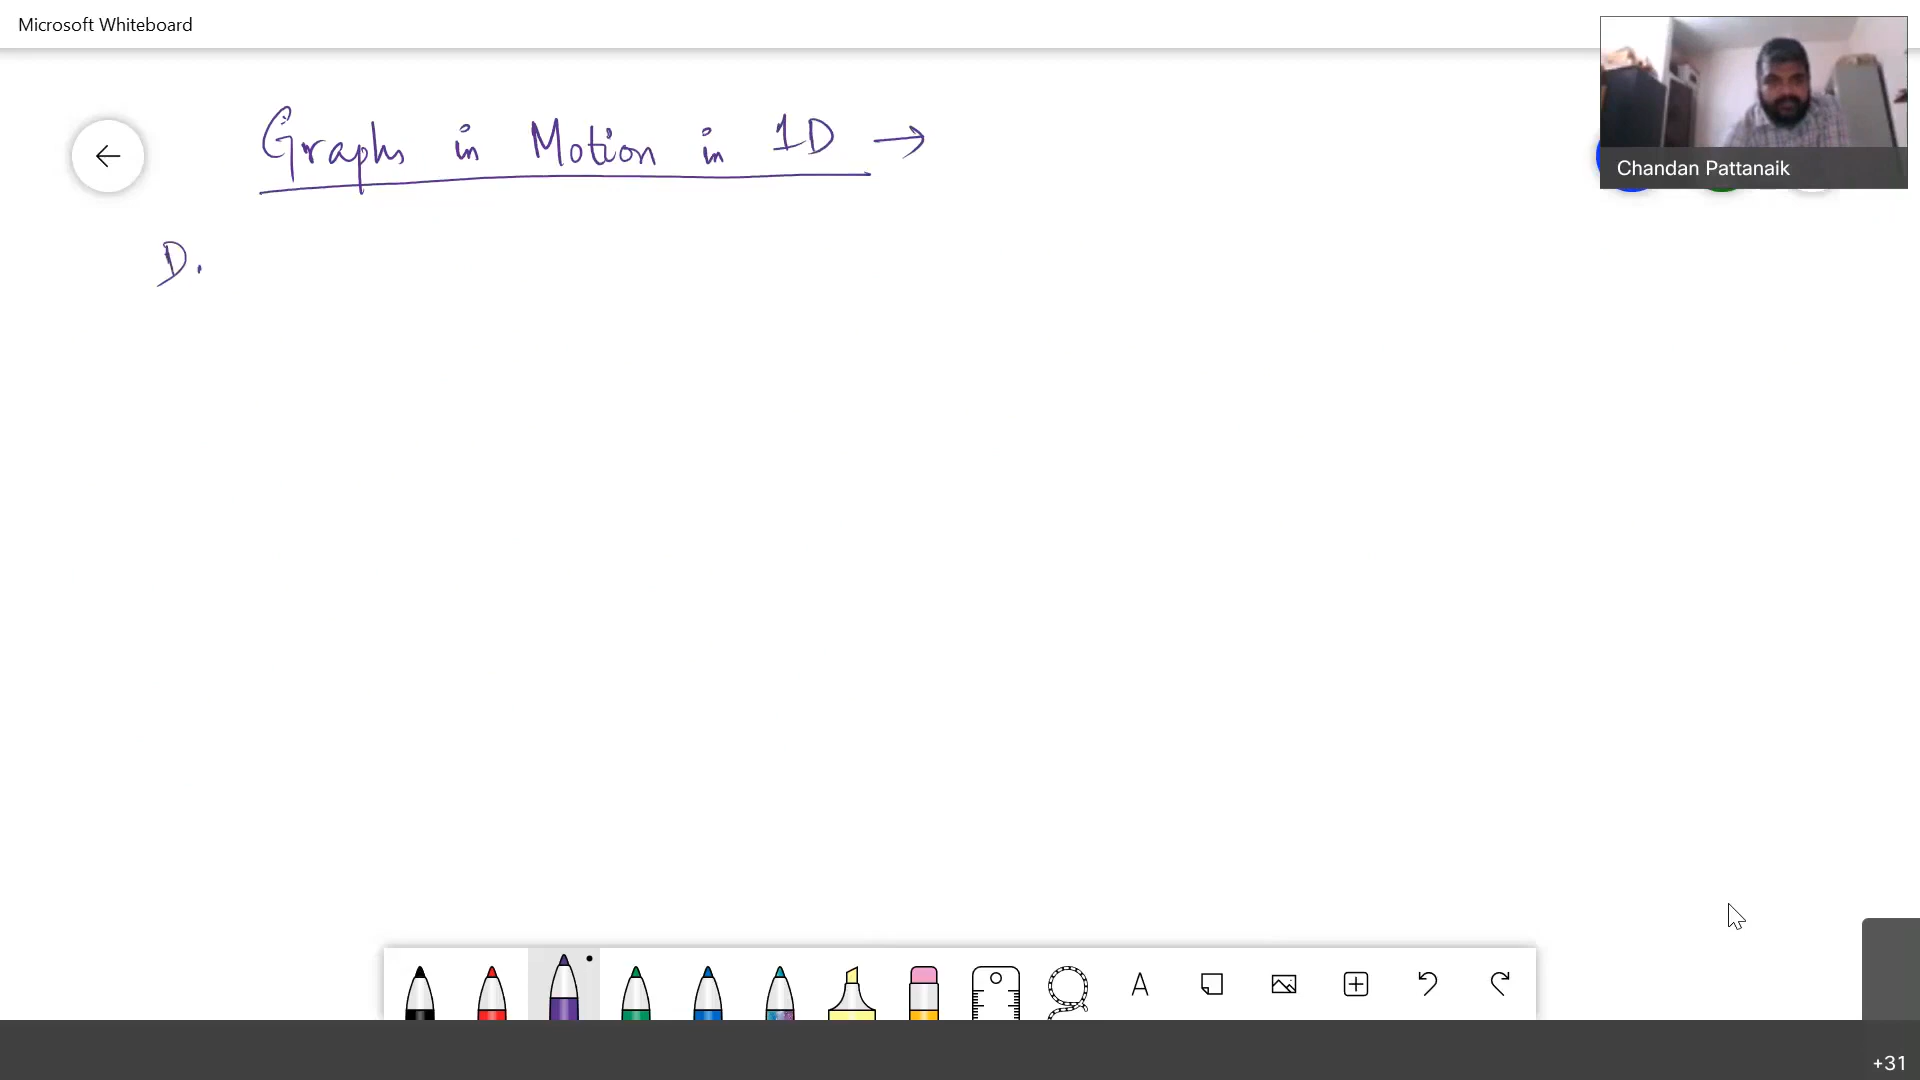 Microsoft Whiteboard
Graphs in Motion in 1D →
Chandan Pattanaik
D.
A
+31